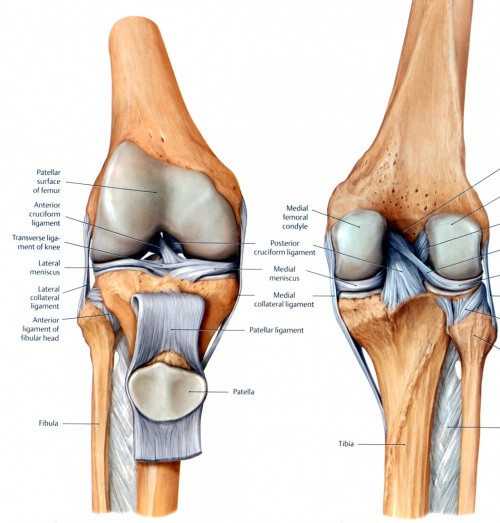 Patellar
surface
of femur
Anterior
cruciform
ligament
Transverse liga-
ment of knee
Lateral
meniscus
Lateral
collateral
ligament
Anterior
ligament of
fibular head
Fibula
Medial
femoral
condyle
Posterior
cruciform ligament
Medial
meniscus
Medial
collateral ligament
Patellar ligament
Patella
Tibia